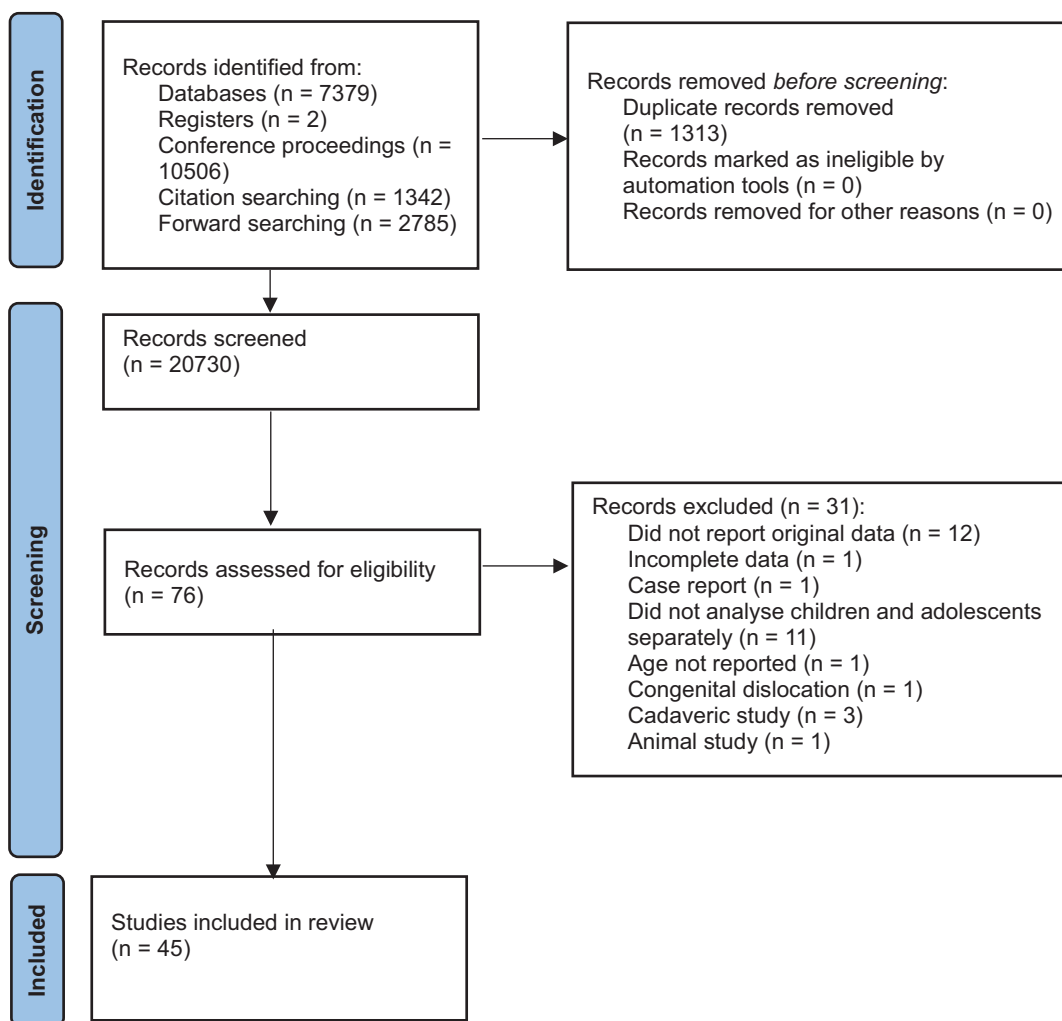 Identification
Records identified from:
Databases (n = 7379)
Registers (n = 2)
Conference proceedings (n =
10506)
Citation searching (n = 1342)
Forward searching (n = 2785)
Records removed before screening:
Duplicate records removed
(n = 1313)
Records marked as ineligible by
automation tools (n = 0)
Records removed for other reasons (n = 0)
Screening
Records screened
(n = 20730)
Records assessed for eligibility
(n = 76)
Records excluded (n = 31):
Did not report original data (n = 12)
Incomplete data (n = 1)
Case report (n = 1)
Did not analyse children and adolescents
separately (n = 11)
Age not reported (n = 1)
Congenital dislocation (n = 1)
Cadaveric study (n = 3)
Animal study (n = 1)
Included
Studies included in review
(n = 45)